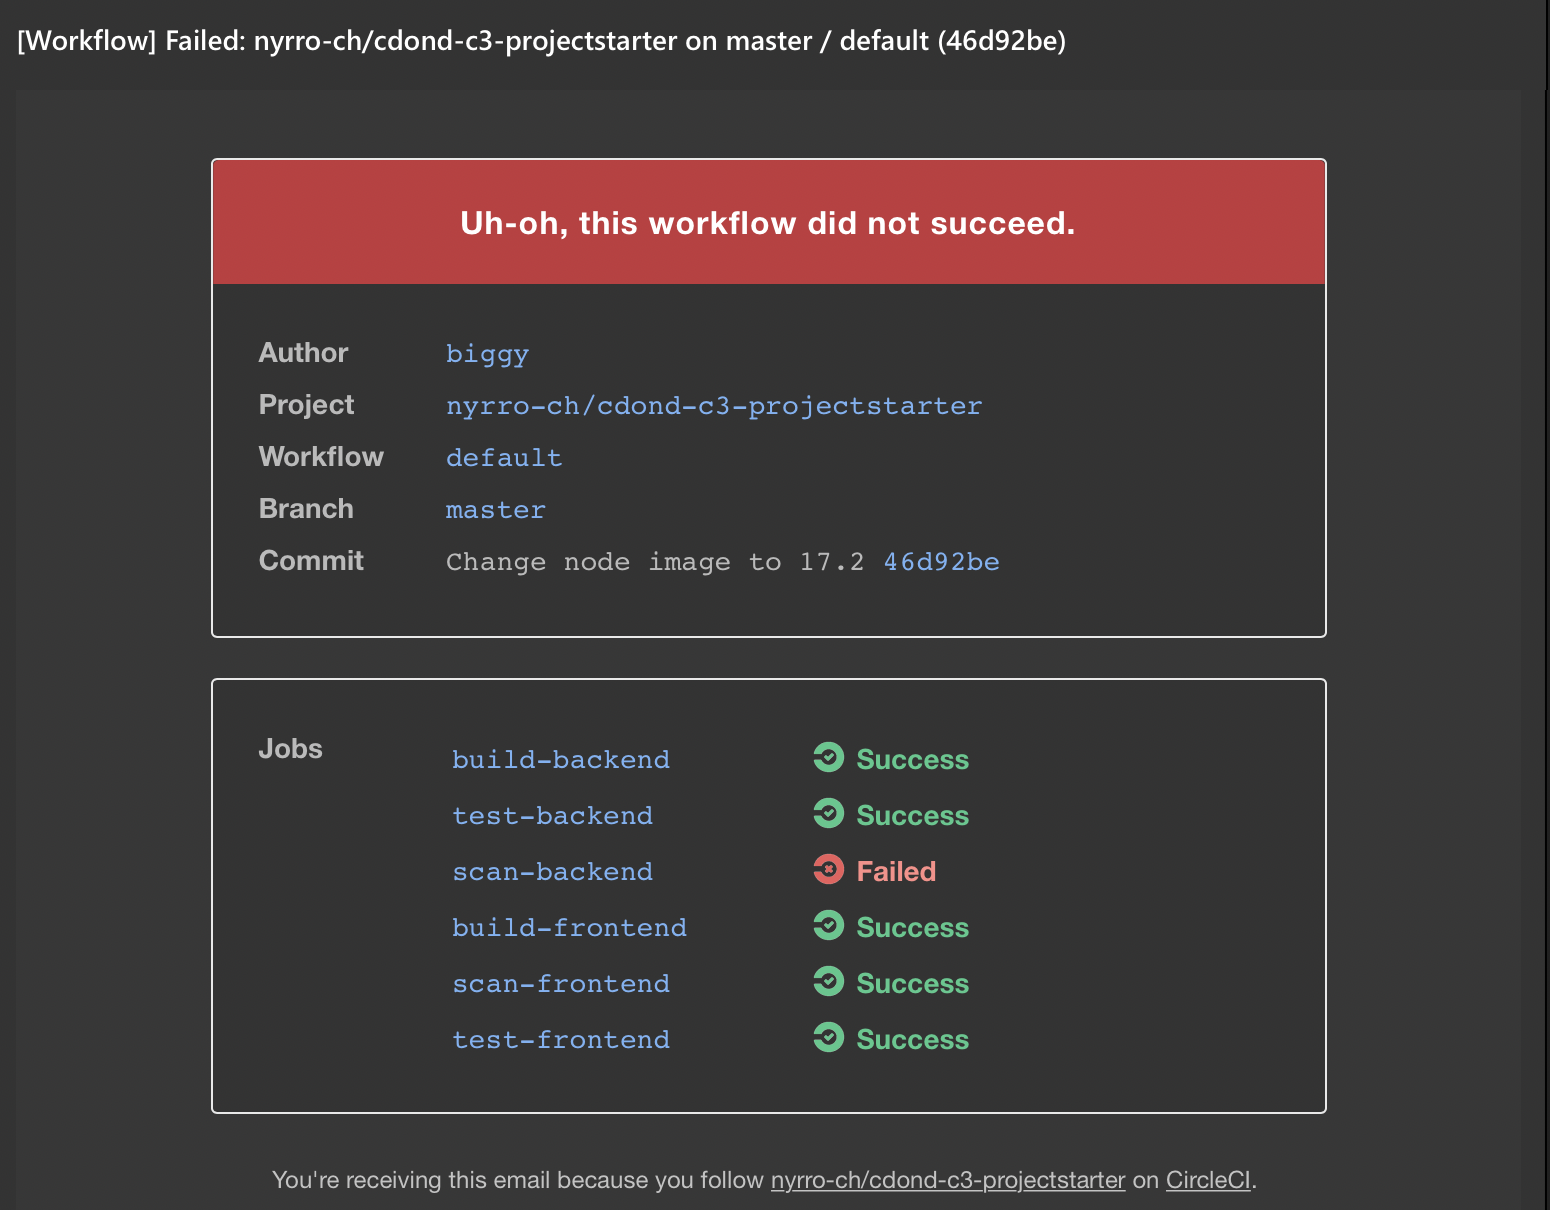 [Workflow] Failed: nyrro-ch/cdond-c3-projectstarter on master / default (46d92be)
Uh-oh, this workflow did not succeed.
Author biggy
Project nyrro-ch/cdond-c3-projectstarter
Workflow default
Branch master
Commit Change node image to 17.2 46d92be
Jobs build-backend Success
test-backend Success
scan-backend Failed
build-frontend Success
scan-frontend Success
test-frontend Success
You're receiving this email because you follow nyrro-ch/cdond-c3-projectstarter on CircleCI.